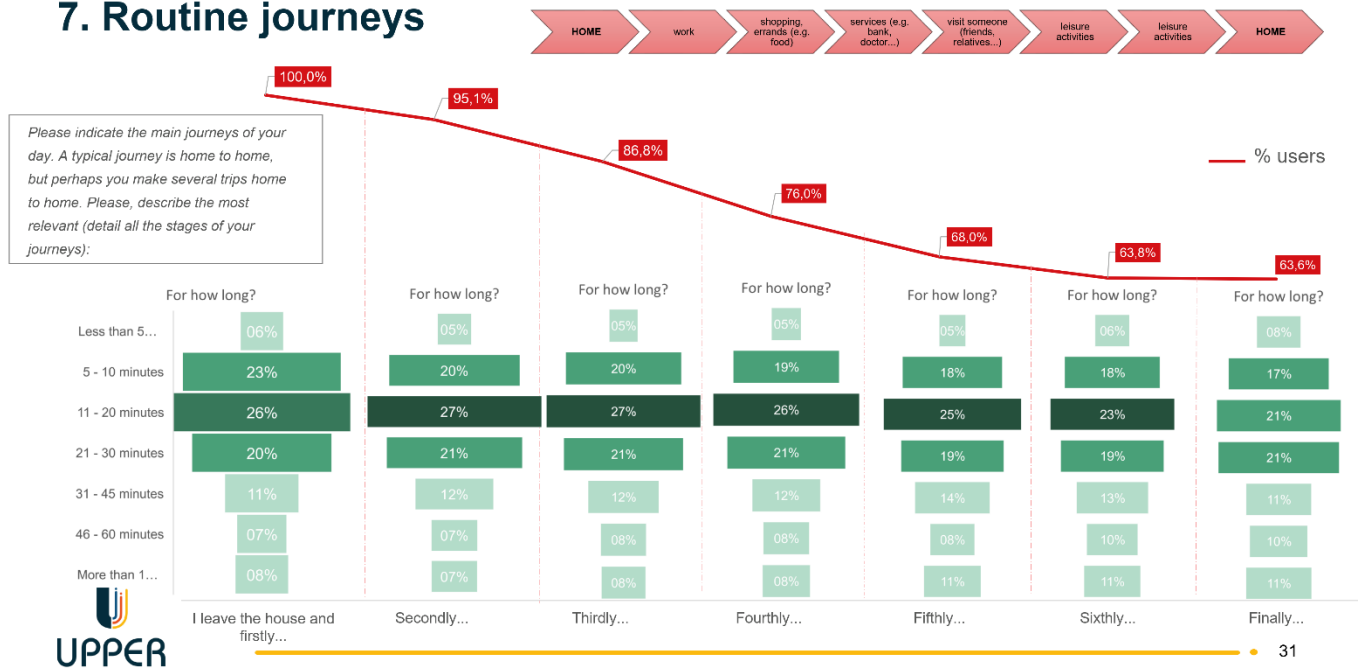 7. Routine journeys
HOME
work
shopping,
errands (e.g.
food)
services (e.g.
bank,
doctor...)
visit someone
(friends,
relatives...)
leisure
activities
leisure
activities
HOME
100,0%
95,1%
86,8%
76,0%
68,0%
63,8%
63,6%
% users
Please indicate the main journeys of your
day. A typical journey is home to home,
but perhaps you make several trips home
to home. Please, describe the most
relevant (detail all the stages of your
journeys):
For how long? For how long? For how long? For how long? For how long? For how long? For how long?
Less than 5... 06% 05% 05% 05% 05% 06% 08%
5 - 10 minutes 23% 20% 20% 19% 18% 18% 17%
11 - 20 minutes 26% 27% 27% 26% 25% 23% 21%
21 - 30 minutes 20% 21% 21% 21% 19% 19% 21%
31 - 45 minutes 11% 12% 12% 12% 14% 13% 11%
46 - 60 minutes 07% 07% 08% 08% 08% 10% 10%
More than 1... 08% 07% 08% 08% 11% 11% 11%
I leave the house and
firstly...
Secondly...
Thirdly...
Fourthly...
Fifthly...
Sixthly...
Finally...
UPPER
31